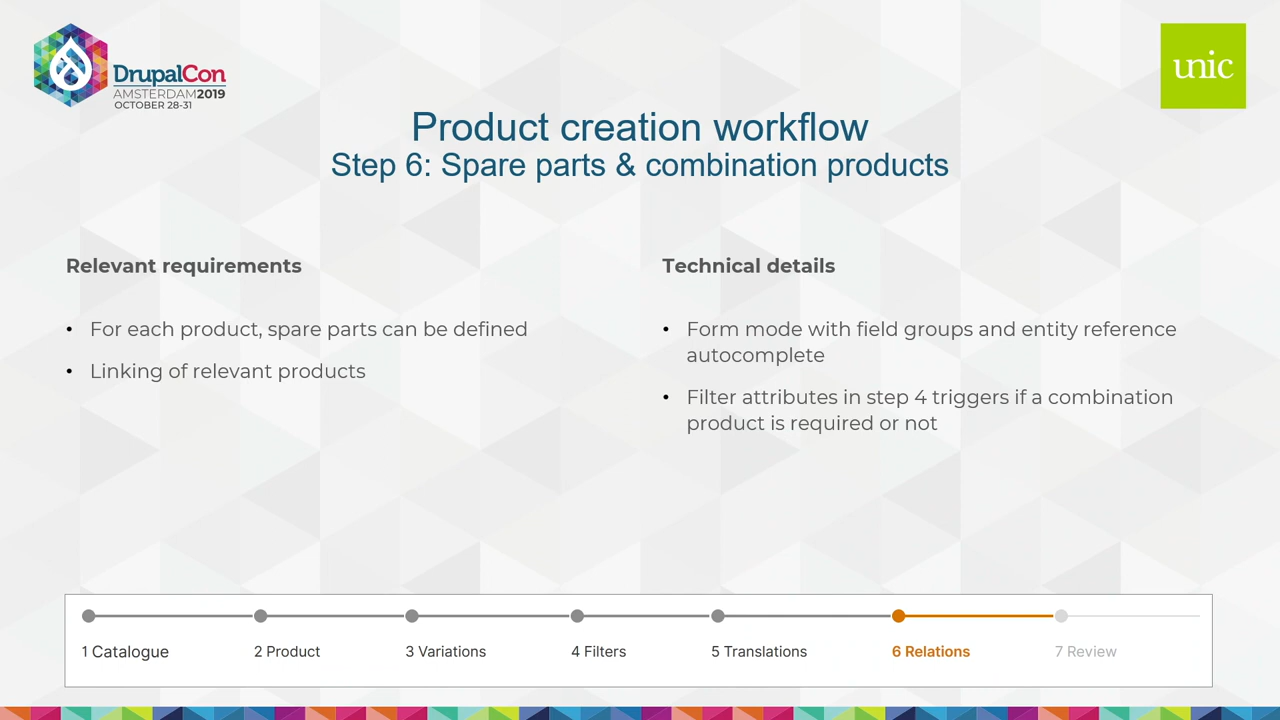 DrupalCon
AMSTERDAM2019
OCTOBER 28-31
unic
Product creation workflow
Step 6: Spare parts & combination products
Relevant requirements
• For each product, spare parts can be defined
• Linking of relevant products
Technical details
• Form mode with field groups and entity reference
autocomplete
• Filter attributes in step 4 triggers if a combination
product is required or not
1 Catalogue
2 Product
3 Variations
4 Filters
5 Translations
6 Relations
7 Review